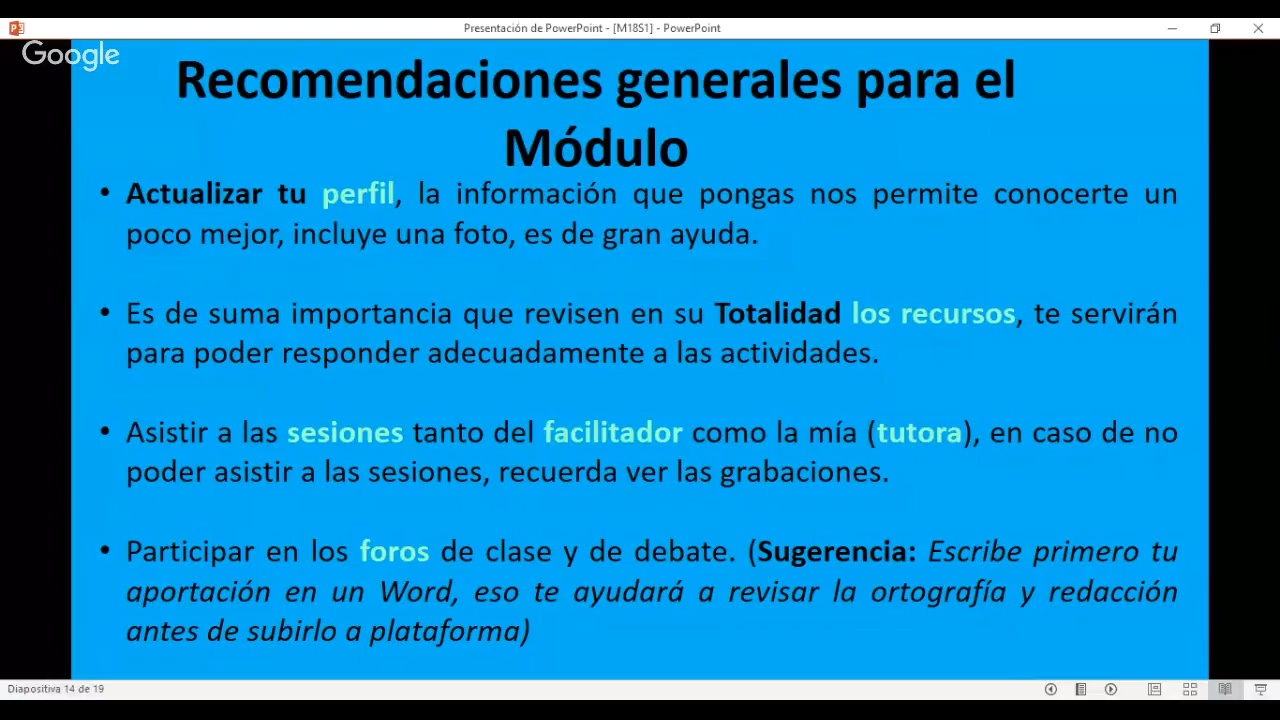 Presentación de PowerPoint - [M18S1] - PowerPoint
Google
Recomendaciones generales para el
Módulo
• Actualizar tu perfil, la información que pongas nos permite conocerte un
poco mejor, incluye una foto, es de gran ayuda.
• Es de suma importancia que revisen en su Totalidad los recursos, te servirán
para poder responder adecuadamente a las actividades.
• Asistir a las sesiones tanto del facilitador como la mía (tutora), en caso de no
poder asistir a las sesiones, recuerda ver las grabaciones.
• Participar en los foros de clase y de debate. (Sugerencia: Escribe primero tu
aportación en un Word, eso te ayudará a revisar la ortografía y redacción
antes de subirlo a plataforma)
Diapositiva 14 de 19